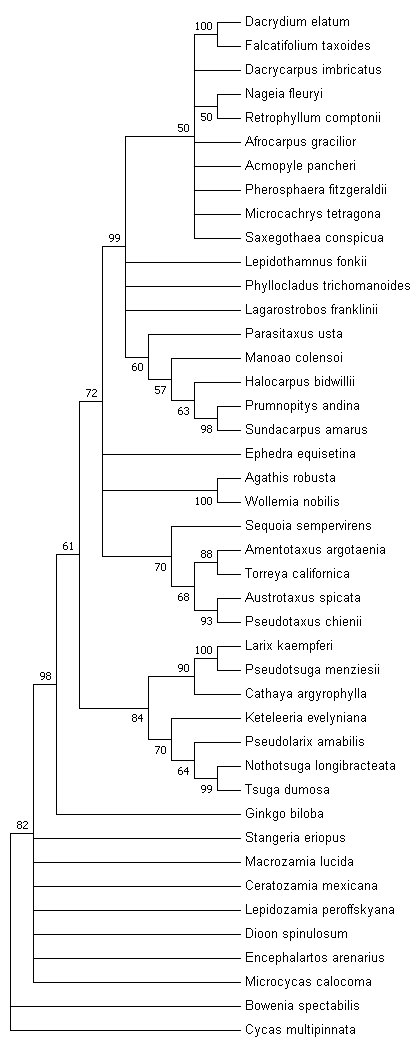 Dacrydium elatum
100
Falcatifolium taxoides
Dacrycarpus imbricatus
Nageia fleuryi
50
Retrophyllum comptonii
50
Afrocarpus gracilior
Acmopyle pancheri
Pherosphaera fitzgeraldii
Microcachrys tetragona
Saxegothaea conspicua
99
Lepidothamnus fonkii
Phyllocladus trichomanoides
Lagarostrobos franklinii
Parasitaxus usta
60
Manoao colensoi
57
Halocarpus bidwillii
63
Prumnopitys andina
98
Sundacarpus amarus
72
Ephedra equisetina
Agathis robusta
100
Wollemia nobilis
Sequoia sempervirens
70
Amentotaxus argotaenia
88
Torreya californica
68
Austrotaxus spicata
93
Pseudotaxus chienii
61
Larix kaempferi
100
Pseudotsuga menziesii
90
Cathaya argyrophylla
84
Keteleeria evelyniana
70
Pseudolarix amabilis
64
Nothotsuga longibracteata
99
Tsuga dumosa
98
Ginkgo biloba
82
Stangeria eriopus
Macrozamia lucida
Ceratozamia mexicana
Lepidozamia peroffskyana
Dioon spinulosum
Encephalartos arenarius
Microcycas calocoma
Bowenia spectabilis
Cycas multipinnata